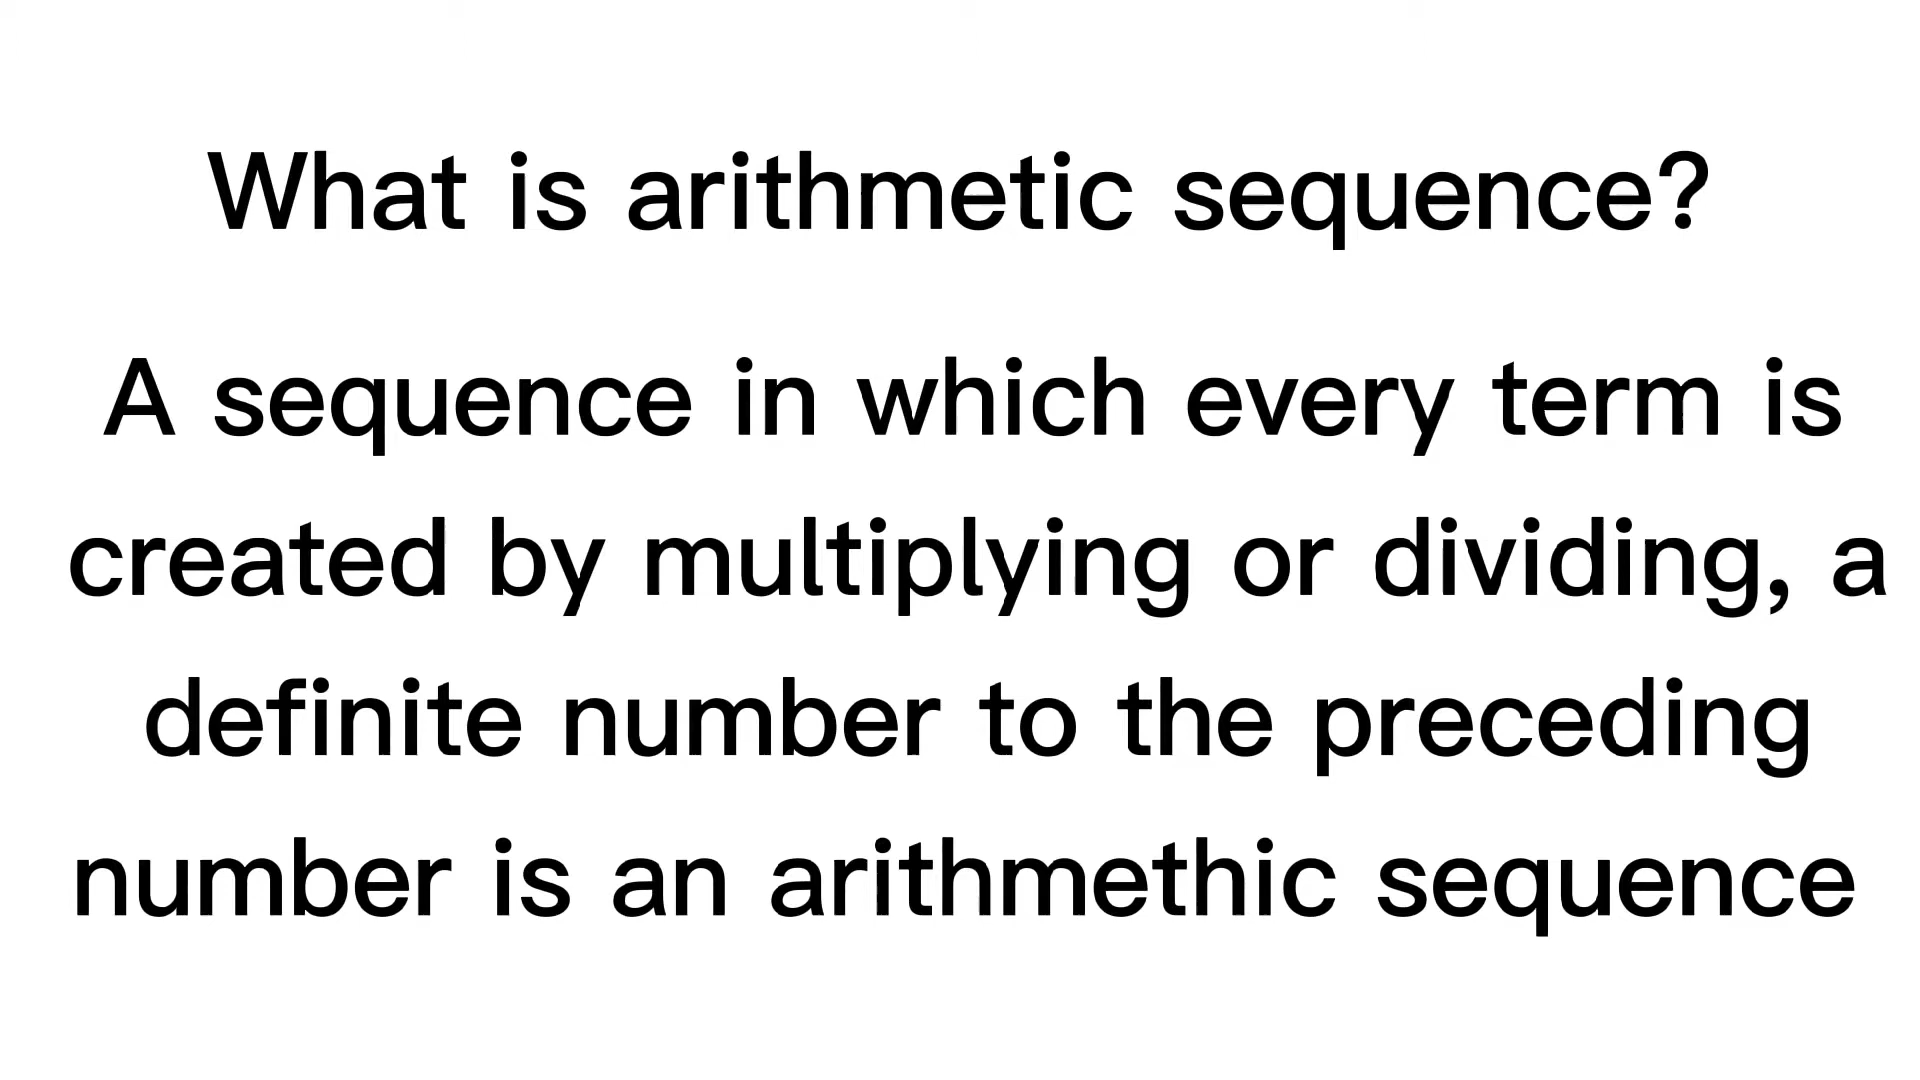 What is arithmetic sequence?
A sequence in which every term is
created by multiplying or dividing, a
definite number to the preceding
number is an arithmethic sequence